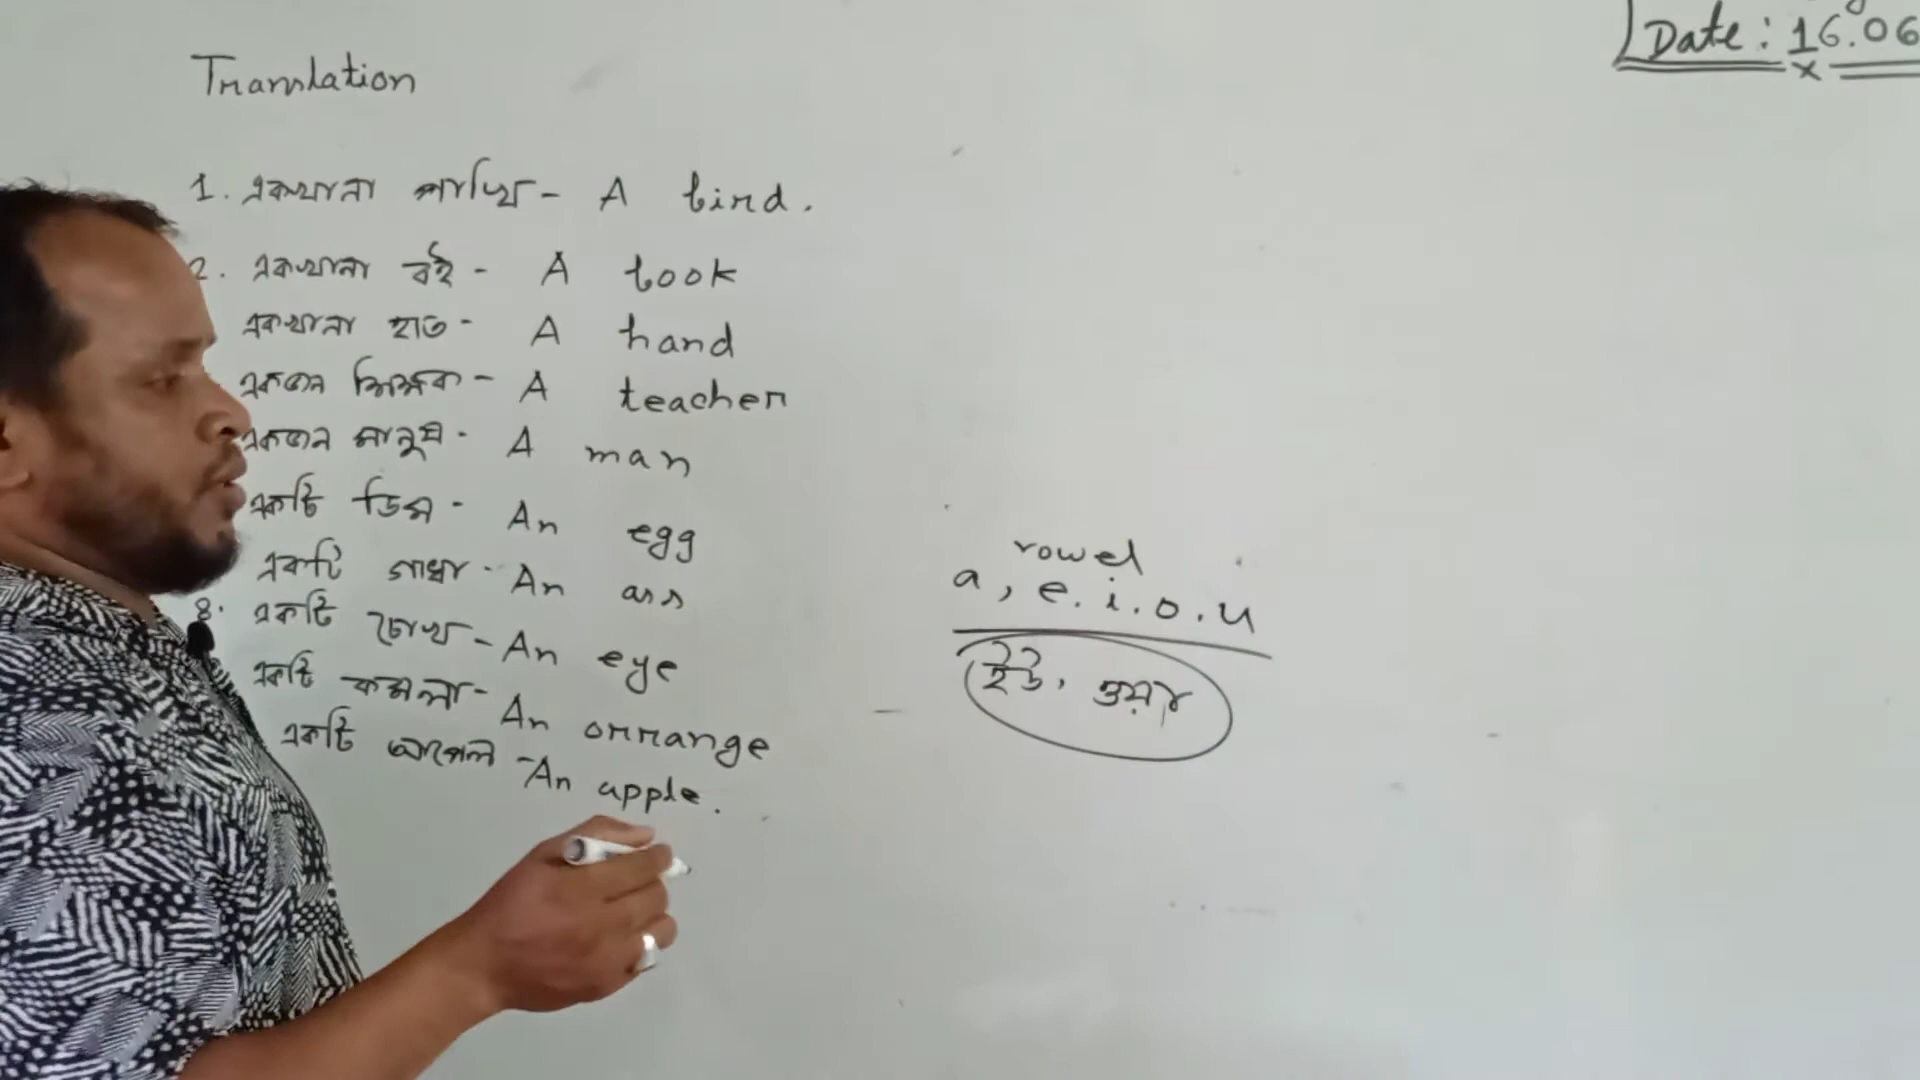 Date: 16.06
Translation
1. একখানা পাখি - A bird.
2. একখানা বই - A book
একখানা হাত - A hand
একজন শিক্ষক - A teacher
একজন মানুষ - A man
একটি ডিম - An egg
একটি গাধা - An ass
8. একটি চোখ - An eye
একটি কমলা - An orrange
একটি আপেল - An apple.
vowel
a, e. i. o. u
ইউ, ওয়া